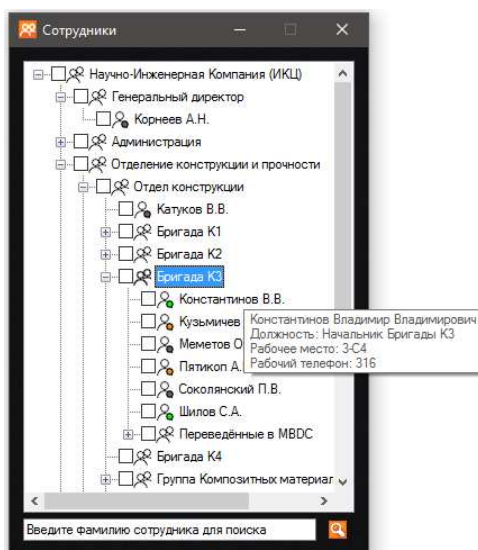 Сотрудники
Научно-Инженерная Компания (ИКЦ)
Генеральный директор
Корнеев А.Н.
Администрация
Отделение конструкции и прочности
Отдел конструкции
Катуков В.В.
Бригада К1
Бригада К2
Бригада К3
Константинов В.В.
Кузьмичев
Меметов О
Пятикоп А.
Соколянский П.В.
Шилов С.А.
Переведённые в MBDC
Бригада К4
Группа Композитных материал
Константинов Владимир Владимирович
Должность: Начальник Бригады К3
Рабочее место: 3-С4
Рабочий телефон: 316
Введите фамилию сотрудника для поиска